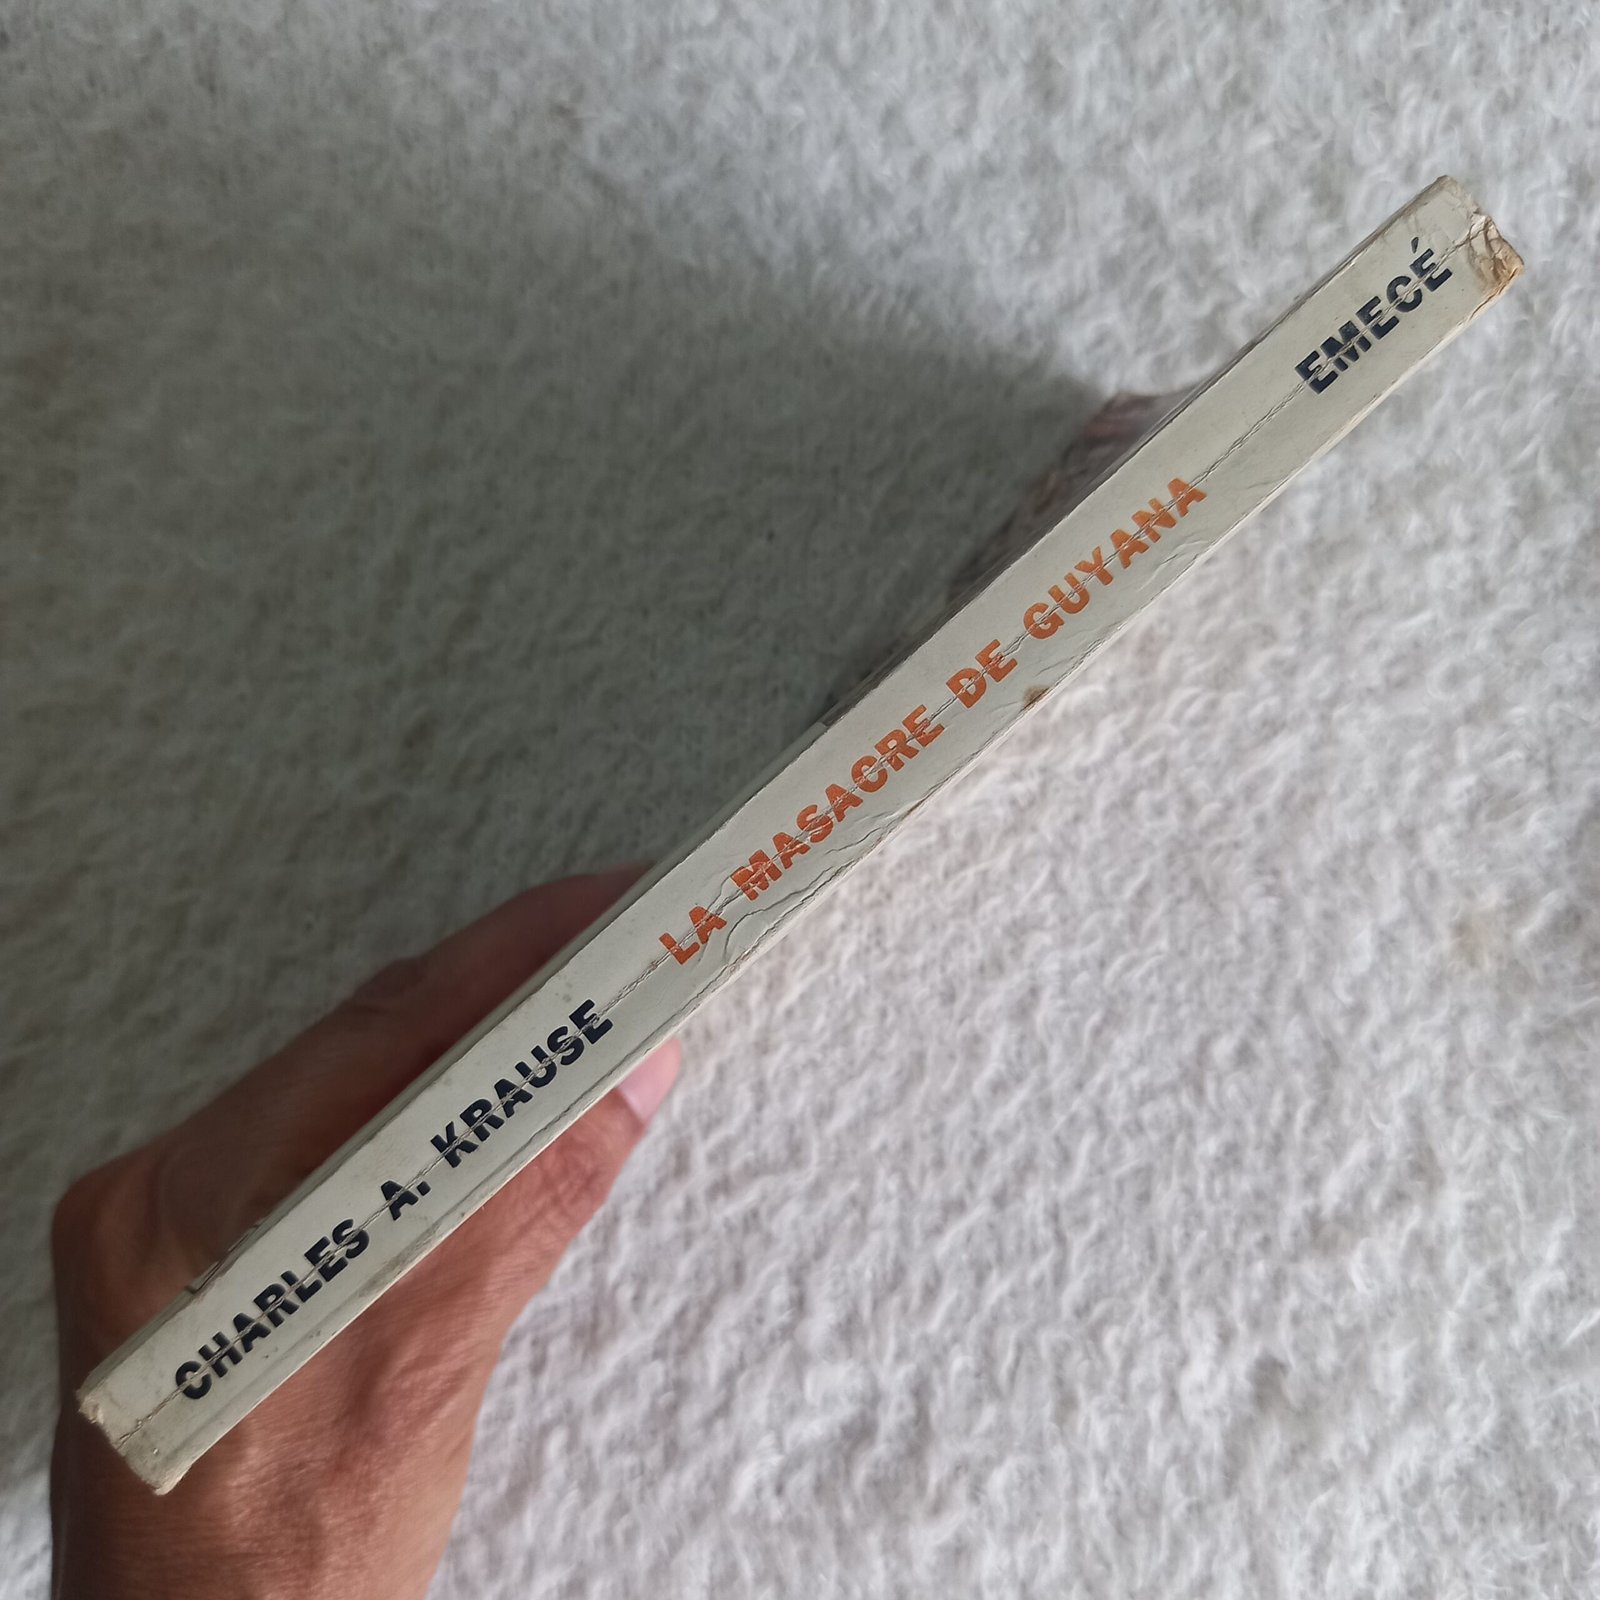 CHARLES A. KRAUSE LA MASACRE DE GUYANA EMECÉ